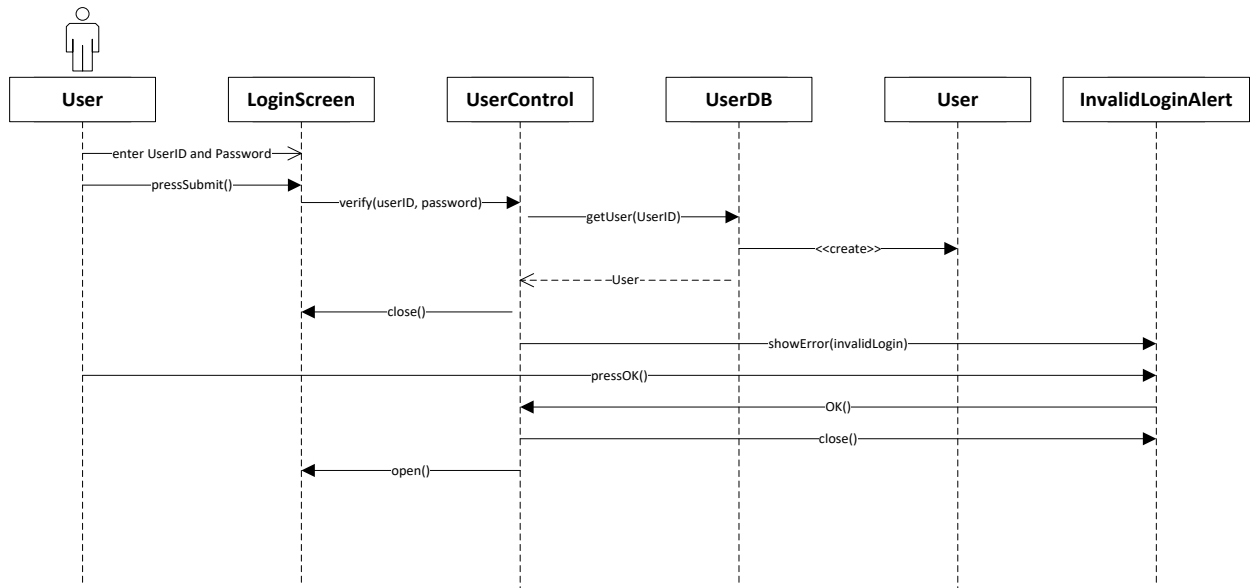 User
LoginScreen
UserControl
UserDB
User
InvalidLoginAlert
enter UserID and Password
pressSubmit()
verify(userID, password)
getUser(UserID)
<<create>>
User
close()
showError(invalidLogin)
pressOK()
OK()
close()
open()